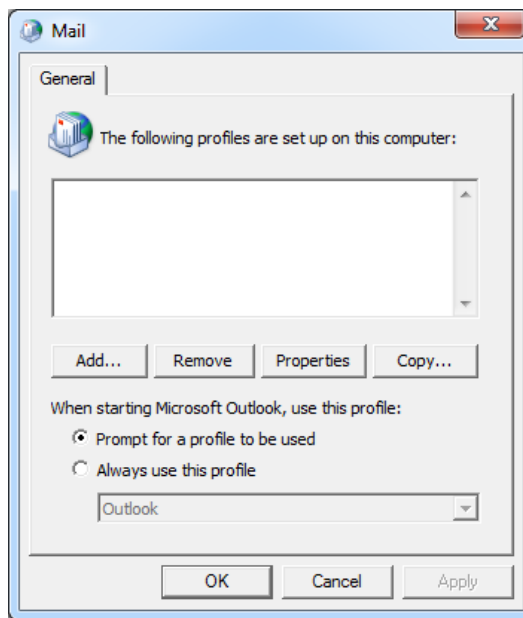 Mail
General
The following profiles are set up on this computer:
Add...
Remove
Properties
Copy...
When starting Microsoft Outlook, use this profile:
Prompt for a profile to be used
Always use this profile
Outlook
OK
Cancel
Apply